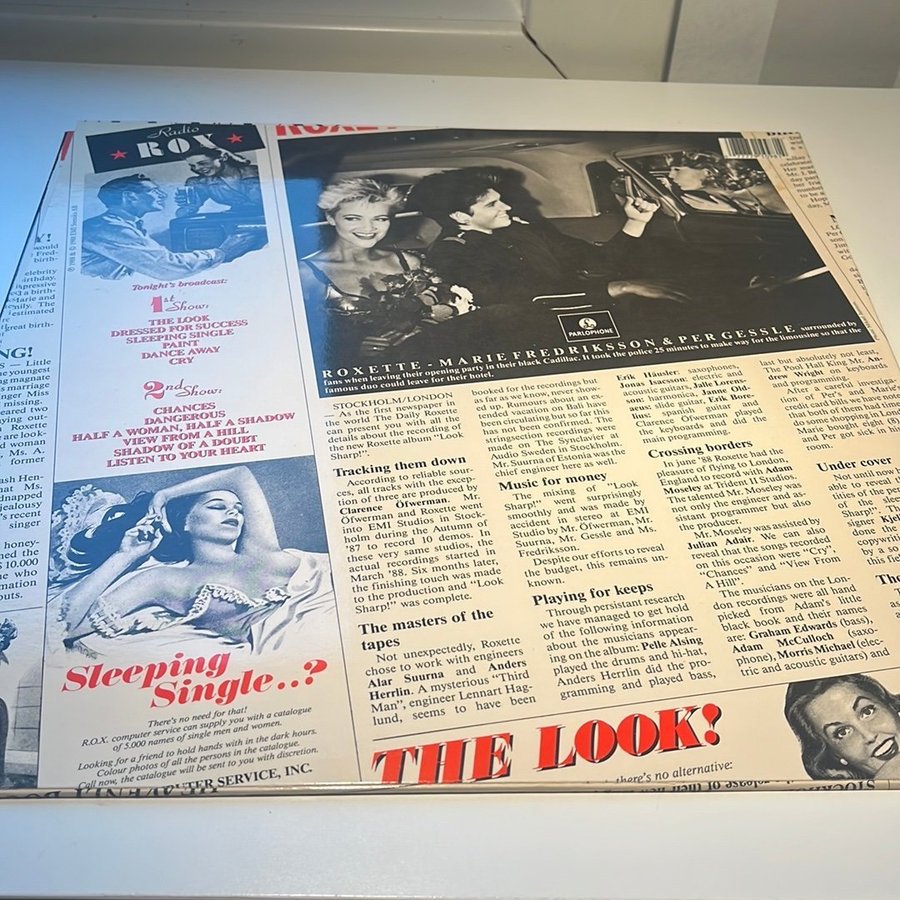 Radio
ROX
℗ 1988 & © 1988 EMI Svenska AB
Tonight's broadcast:
1st Show:
THE LOOK
DRESSED FOR SUCCESS
SLEEPING SINGLE
PAINT
DANCE AWAY
CRY
2nd Show:
CHANCES
DANGEROUS
HALF A WOMAN, HALF A SHADOW
VIEW FROM A HILL
SHADOW OF A DOUBT
LISTEN TO YOUR HEART
Sleeping
Single..?
There's no need for that!
R.O.X. computer service can supply you with a catalogue
of 5.000 names of single men and women.
Looking for a friend to hold hands with in the dark hours.
Colour photos of all the persons in the catalogue.
Call now, the catalogue will be sent to you with discretion.
SERVICE, INC.
PARLOPHONE
ROXETTE - MARIE FREDRIKSSON & PER GESSLE surrounded by
fans when leaving their opening party in their black Cadillac. It took the police 25 minutes to make way for the limousine so that the
famous duo could leave for their hotel.
STOCKHOLM/LONDON
— As the first newspaper in
the world The Daily Roxette
can present you with all the
details about the recording of
the new Roxette album "Look
Sharp!".
Tracking them down
According to reliable sour-
ces, all tracks with the excep-
tion of three are produced by
Clarence Öfwerman. Mr.
Öfwerman and Roxette went
into EMI Studios in Stock-
holm during the Autumn of
'87 to record 10 demos. In
these very same studios, the
actual recording started in
March '88. Six months later,
the finishing touch was made
to the production and "Look
Sharp!" was complete.
The masters of the
tapes
Not unexpectedly, Roxette
chose to work with engineers
Alar Suurna and Anders
Herrlin. A mysterious "Third
Man", engineer Lennart Hag-
lund, seems to have been
booked for the recordings but
as far as we know, never show-
ed up. Rumours about an ex-
tended vacation on Bali have
been circulating but so far this
has not been confirmed. The
stringsection recordings were
made on The Synclavier at
Audio Sweden in Stockholm.
Mr. Suurna of Estonia was the
chief engineer here as well.
Music for money
The mixing of "Look
Sharp!" went surprisingly
smoothly and was made by
accident in stereo at EMI
Studio by Mr. Öfwerman, Mr.
Suurna, Mr. Gessle and Ms.
Fredriksson.
Despite our efforts to reveal
the budget, this remains un-
known.
Playing for keeps
Through persistant research
we have managed to get hold
of the following information
about the musicians appear-
ing on the album: Pelle Alsing
played the drums and hi-hat,
Anders Herrlin did the pro-
gramming and played bass,
Erik Häusler: saxophone,
Jonas Isacsson: electric and
acoustic guitars, Jalle Lorens-
son: harmonica, Janne Olde-
aeus: slide guitar, Erik Bore-
lius: spanish guitar and
Clarence Öfwerman played
the keyboards and did the
main programming.
Crossing borders
In june '88 Roxette had the
pleasure of flying to London,
England to record with Adam
Moseley at Trident II Studios.
The talented Mr. Moseley was
not only the engineer and as-
sistant programmer but also
the producer.
Mr. Moseley was assisted by
Julian Adair. We can also
reveal that the songs recorded
on this occasion were "Cry",
"Chances" and "View From
A Hill".
The musicians on the Lon-
don recordings were all hand-
picked from Adam's little
black book and their names
are: Graham Edwards (bass),
Adam McCulloch (saxo-
phone), Morris Michael (elec-
tric and acoustic guitars) and
last but absolutely not least,
The Pool Hall King Mr. An-
drew Wright on keyboards
and programming.
After a careful investiga-
tion of Per's and Marie's
credit card bills, we have noted
that both of them had time to
do some shopping in London.
Marie bought eight (8)
and Per got sick in his
room.
Under cover
Not until now
able to reveal
ities of the
of
Sharp!".
signer
done
copywrit
by a so
this
The
THE LOOK!
there's no alternative: